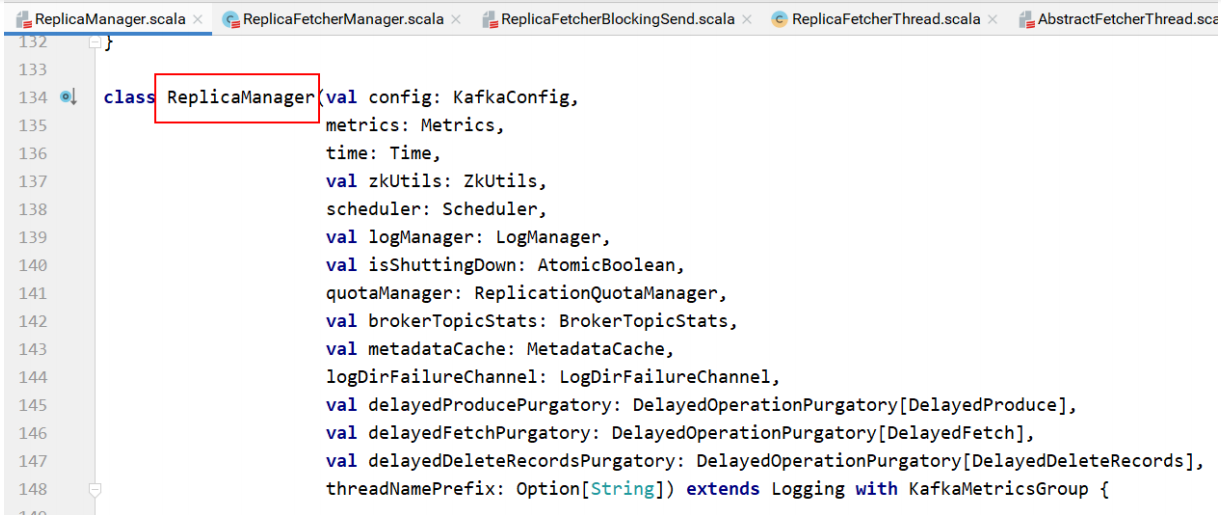 ReplicaManager.scala × ReplicaFetcherManager.scala × ReplicaFetcherBlockingSend.scala × ReplicaFetcherThread.scala × AbstractFetcherThread.sca
132 }
133
134 class ReplicaManager(val config: KafkaConfig,
135 metrics: Metrics,
136 time: Time,
137 val zkUtils: ZkUtils,
138 scheduler: Scheduler,
139 val logManager: LogManager,
140 val isShuttingDown: AtomicBoolean,
141 quotaManager: ReplicationQuotaManager,
142 val brokerTopicStats: BrokerTopicStats,
143 val metadataCache: MetadataCache,
144 logDirFailureChannel: LogDirFailureChannel,
145 val delayedProducePurgatory: DelayedOperationPurgatory[DelayedProduce],
146 val delayedFetchPurgatory: DelayedOperationPurgatory[DelayedFetch],
147 val delayedDeleteRecordsPurgatory: DelayedOperationPurgatory[DelayedDeleteRecords],
148 threadNamePrefix: Option[String]) extends Logging with KafkaMetricsGroup {